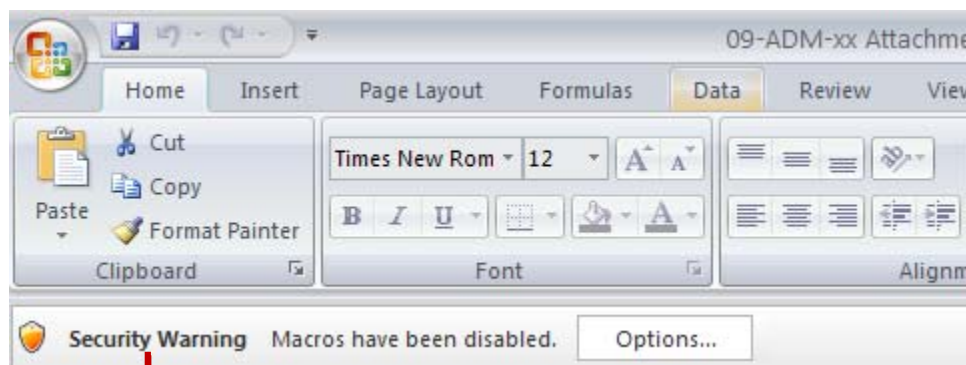 09-ADM-xx Attachme
Home Insert Page Layout Formulas Data Review View
Cut
Copy
Paste
Format Painter
Clipboard
Times New Rom 12 A A
B I U A
Font
Alignm
Security Warning Macros have been disabled. Options...